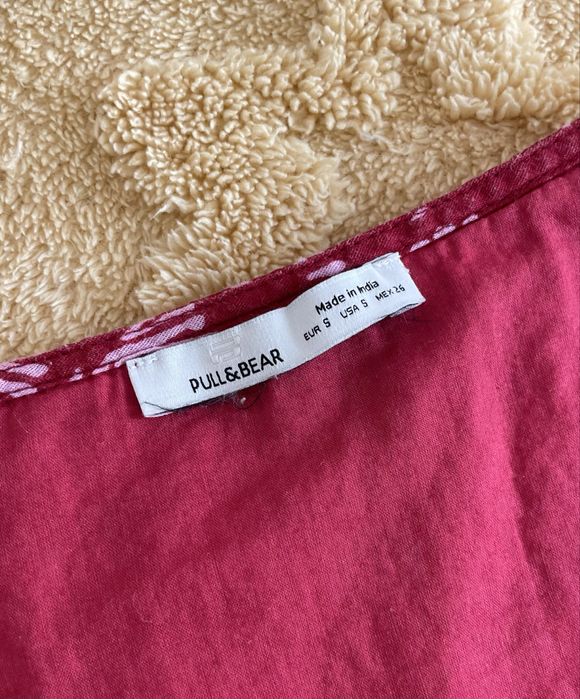 PULL&BEAR
Made in India
EUR S USA S MEX 26